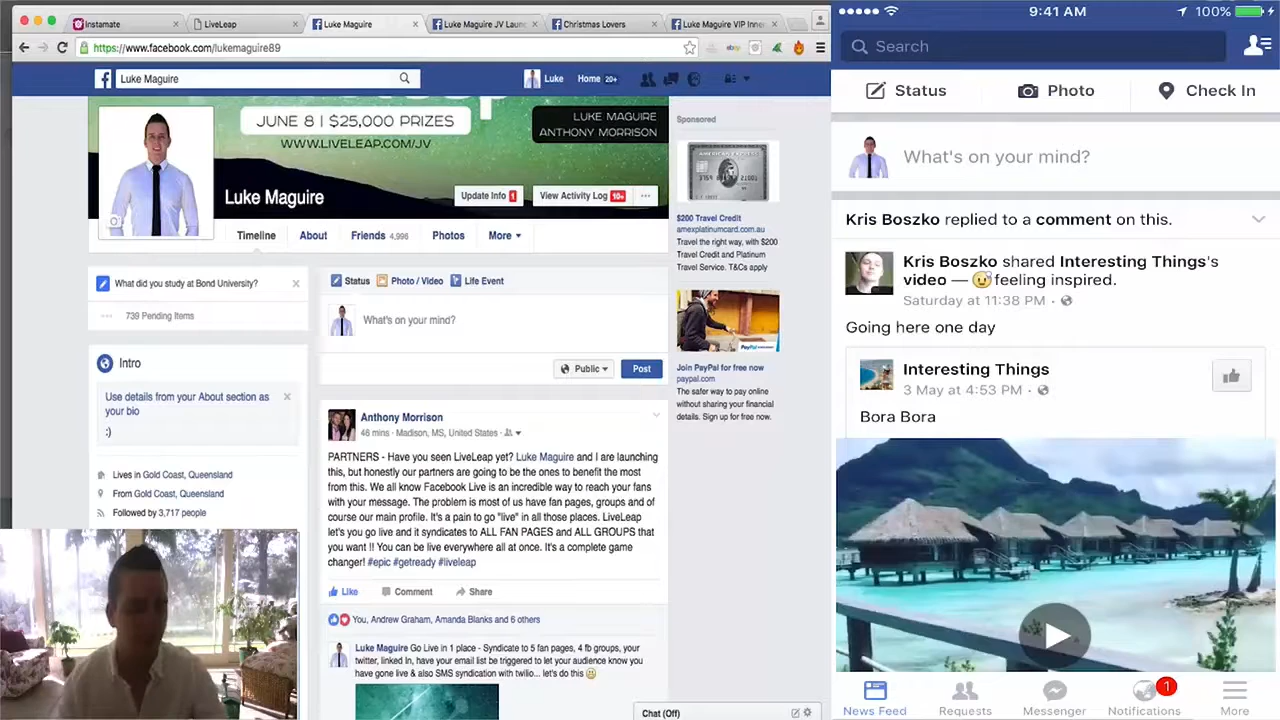 Instamate
LiveLeap
Luke Maguire
Luke Maguire JV Laun
Christmas Lovers
Luke Maguire VIP Inner
https://www.facebook.com/lukemaguire89
Luke Maguire
Luke
Home 20+
JUNE 8 | $25,000 PRIZES
WWW.LIVELEAP.COM/JV
LUKE MAGUIRE
ANTHONY MORRISON
Luke Maguire
Update Info 1
View Activity Log 10+
Timeline
About
Friends 4,996
Photos
More
What did you study at Bond University?
739 Pending Items
Intro
Use details from your About section as
your bio
:)
Lives in Gold Coast, Queensland
From Gold Coast, Queensland
Followed by 3,717 people
Status
Photo / Video
Life Event
What's on your mind?
Public
Post
Anthony Morrison
46 mins · Madison, MS, United States ·
PARTNERS - Have you seen LiveLeap yet? Luke Maguire and I are launching
this, but honestly our partners are going to be the ones to benefit the most
from this. We all know Facebook Live is an incredible way to reach your fans
with your message. The problem is most of us have fan pages, groups and of
course our main profile. It's a pain to go "live" in all those places. LiveLeap
let's you go live and it syndicates to ALL FAN PAGES and ALL GROUPS that
you want !! You can be live everywhere all at once. It's a complete game
changer! #epic #getready #liveleap
Like
Comment
Share
You, Andrew Graham, Amanda Blanks and 6 others
Luke Maguire Go Live in 1 place - Syndicate to 5 fan pages, 4 fb groups, your
twitter, linked In, have your email list be triggered to let your audience know you
have gone live & also SMS syndication with twilio... let's do this
Sponsored
AMERICAN EXPRESS
$200 Travel Credit
amexplatinumcard.com.au
Travel the right way, with $200
Travel Credit and Platinum
Travel Service. T&Cs apply
PayPal
Join PayPal for free now
paypal.com
The safer way to pay online
without sharing your financial
details. Sign up for free now.
Chat (Off)
9:41 AM
100%
Search
Status
Photo
Check In
What's on your mind?
Kris Boszko replied to a comment on this.
Kris Boszko shared Interesting Things's
video — feeling inspired.
Saturday at 11:38 PM ·
Going here one day
Interesting Things
3 May at 4:53 PM ·
Bora Bora
News Feed
Requests
Messenger
Notifications
1
More